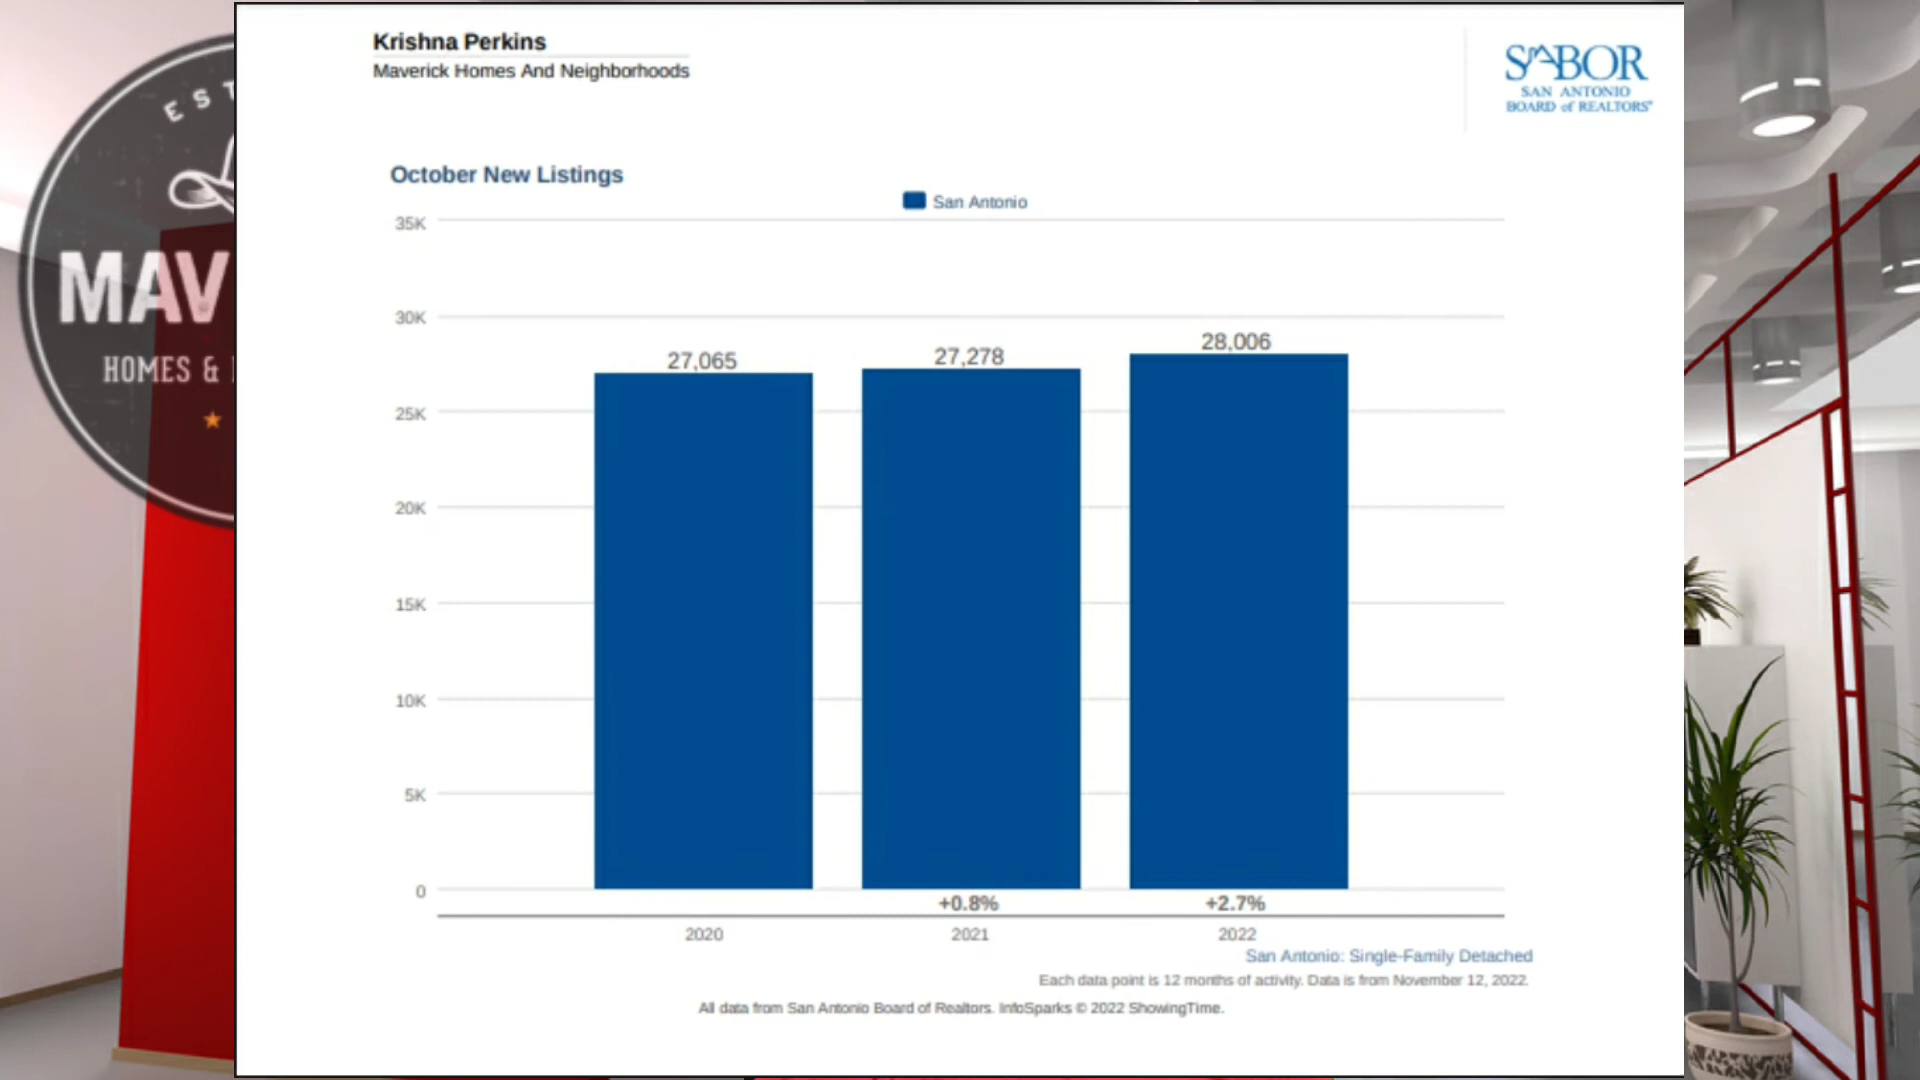 Krishna Perkins
Maverick Homes And Neighborhoods
SABOR
SAN ANTONIO
BOARD of REALTORS®
EST
MAV
HOMES &
October New Listings
San Antonio
35K
30K
25K
20K
15K
10K
5K
0
27,065
27,278
28,006
+0.8%
+2.7%
2020
2021
2022
San Antonio: Single-Family Detached
Each data point is 12 months of activity. Data is from November 12, 2022.
All data from San Antonio Board of Realtors. InfoSparks © 2022 ShowingTime.